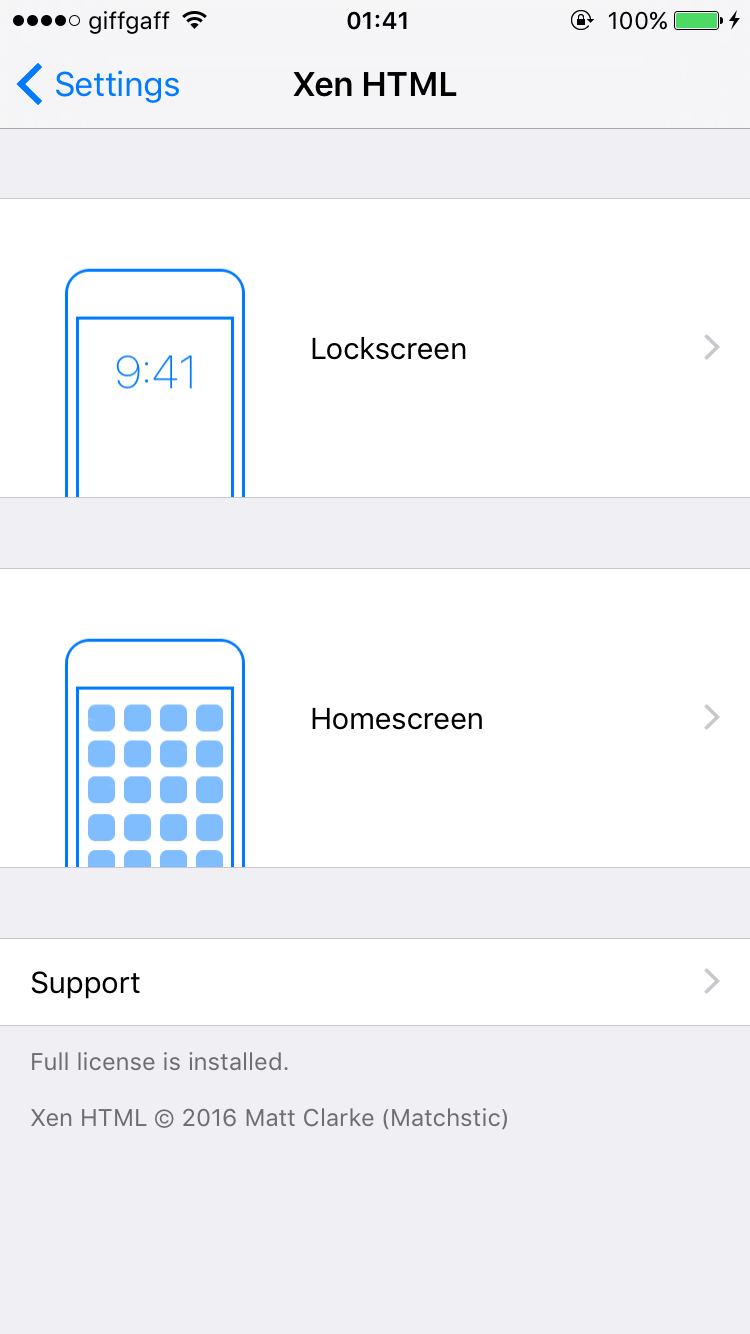 giffgaff 01:41 100%
Settings Xen HTML
9:41
Lockscreen
Homescreen
Support
Full license is installed.
Xen HTML © 2016 Matt Clarke (Matchstic)